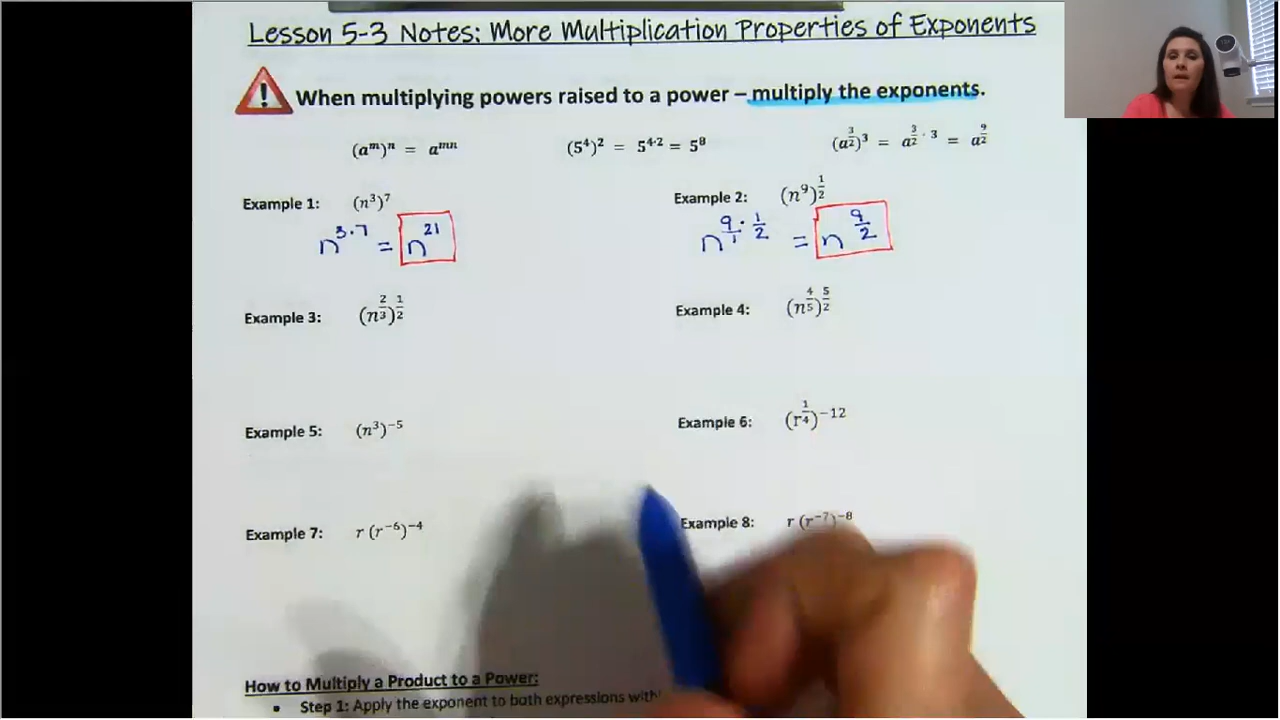 Lesson 5-3 Notes: More Multiplication Properties of Exponents
When multiplying powers raised to a power – multiply the exponents.
(a^m)^n = a^{mn} (5^4)^2 = 5^{4·2} = 5^8 (a^{3/2})^3 = a^{3/2 · 3} = a^{9/2}
Example 1: (n^3)^7 Example 2: (n^9)^{1/2}
n^{3·7} = n^{21} n^{9/1 · 1/2} = n^{9/2}
Example 3: (n^{2/3})^{1/2} Example 4: (n^{4/5})^{5/2}
Example 5: (n^3)^{-5} Example 6: (r^{1/4})^{-12}
Example 7: r (r^{-6})^{-4} Example 8: r (r^{-7})^{-8}
How to Multiply a Product to a Power:
• Step 1: Apply the exponent to both expressions with